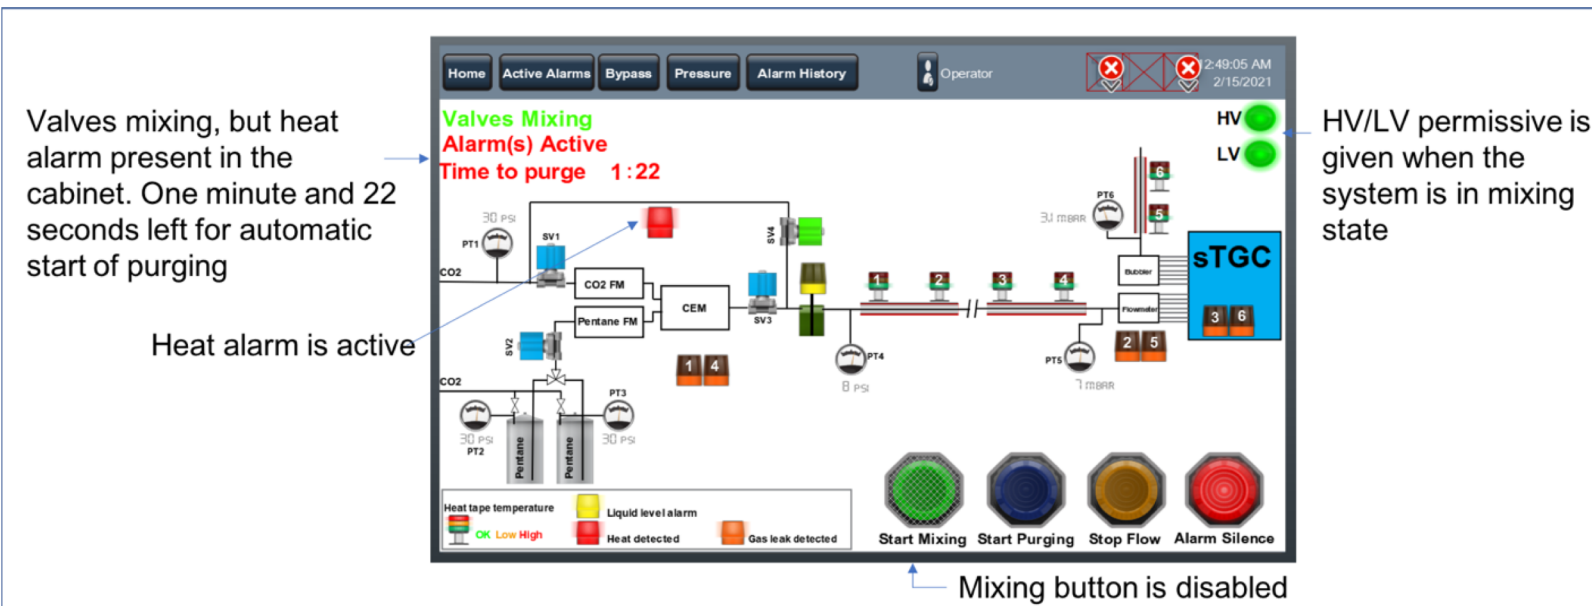 Home
Active Alarms
Bypass
Pressure
Alarm History
Operator
2:49:05 AM
2/15/2021
Valves Mixing
Alarm(s) Active
Time to purge 1:22
HV
LV
Valves mixing, but heat
alarm present in the
cabinet. One minute and 22
seconds left for automatic
start of purging
HV/LV permissive is
given when the
system is in mixing
state
Heat alarm is active
30 PSI
PT1
SV1
CO2
CO2 FM
Pentane FM
CEM
SV2
SV3
SV4
1 4
CO2
PT2
30 PSI
PT3
30 PSI
Pentane
Pentane
PT4
8 PSI
1
2
3
4
PT5
7 mBAR
PT6
31 mBAR
6
5
Bubbler
Flowmeter
sTGC
3 6
2 5
Heat tape temperature
OK Low High
Liquid level alarm
Heat detected
Gas leak detected
Start Mixing
Start Purging
Stop Flow
Alarm Silence
Mixing button is disabled